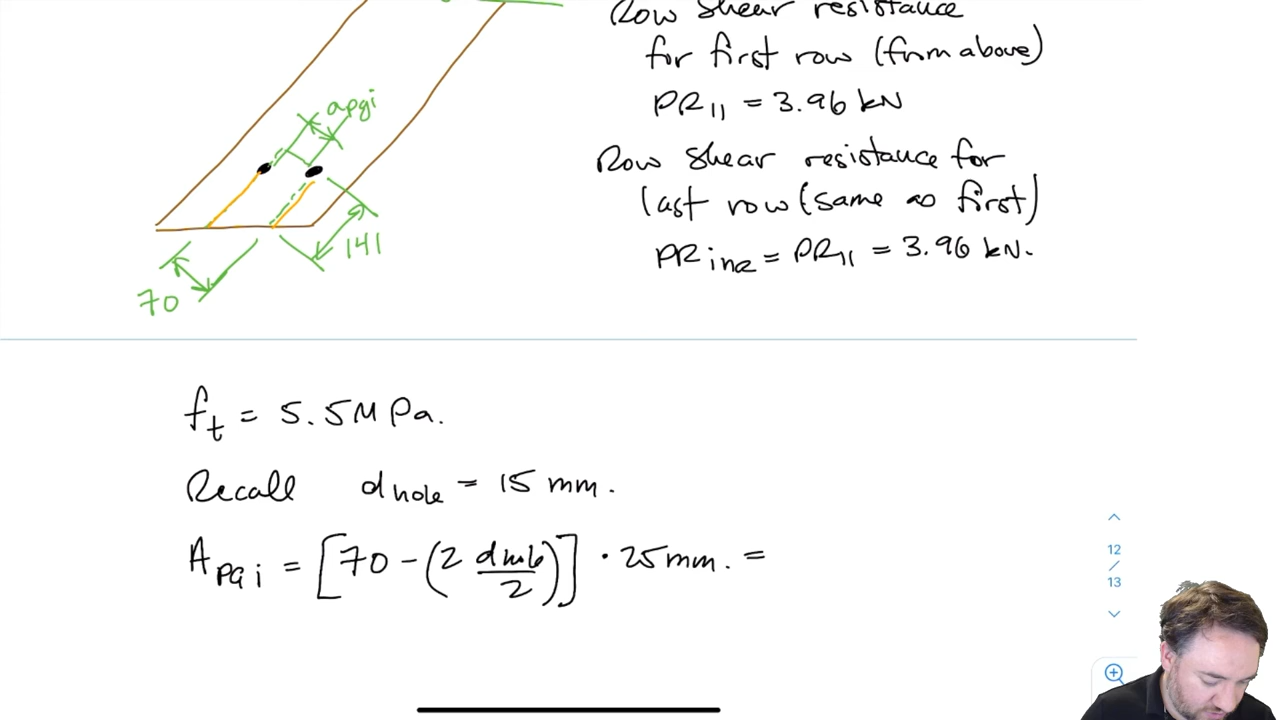 Row shear resistance
for first row (from above)
PR11 = 3.96 kN
Row shear resistance for
last row (same as first)
PRinR = PR11 = 3.96 kN.
apgi
141
70
ft = 5.5 MPa.
Recall dhole = 15 mm.
APGi = [70 - (2 dhole/2)] · 25 mm. =
12
/
13